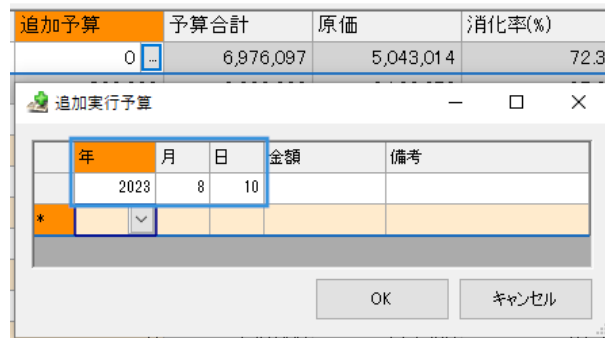 追加予算 予算合計 原価 消化率(%)
0 ... 6,976,097 5,043,014 72.3
追加実行予算
年 月 日 金額 備考
2023 8 10
*
OK キャンセル